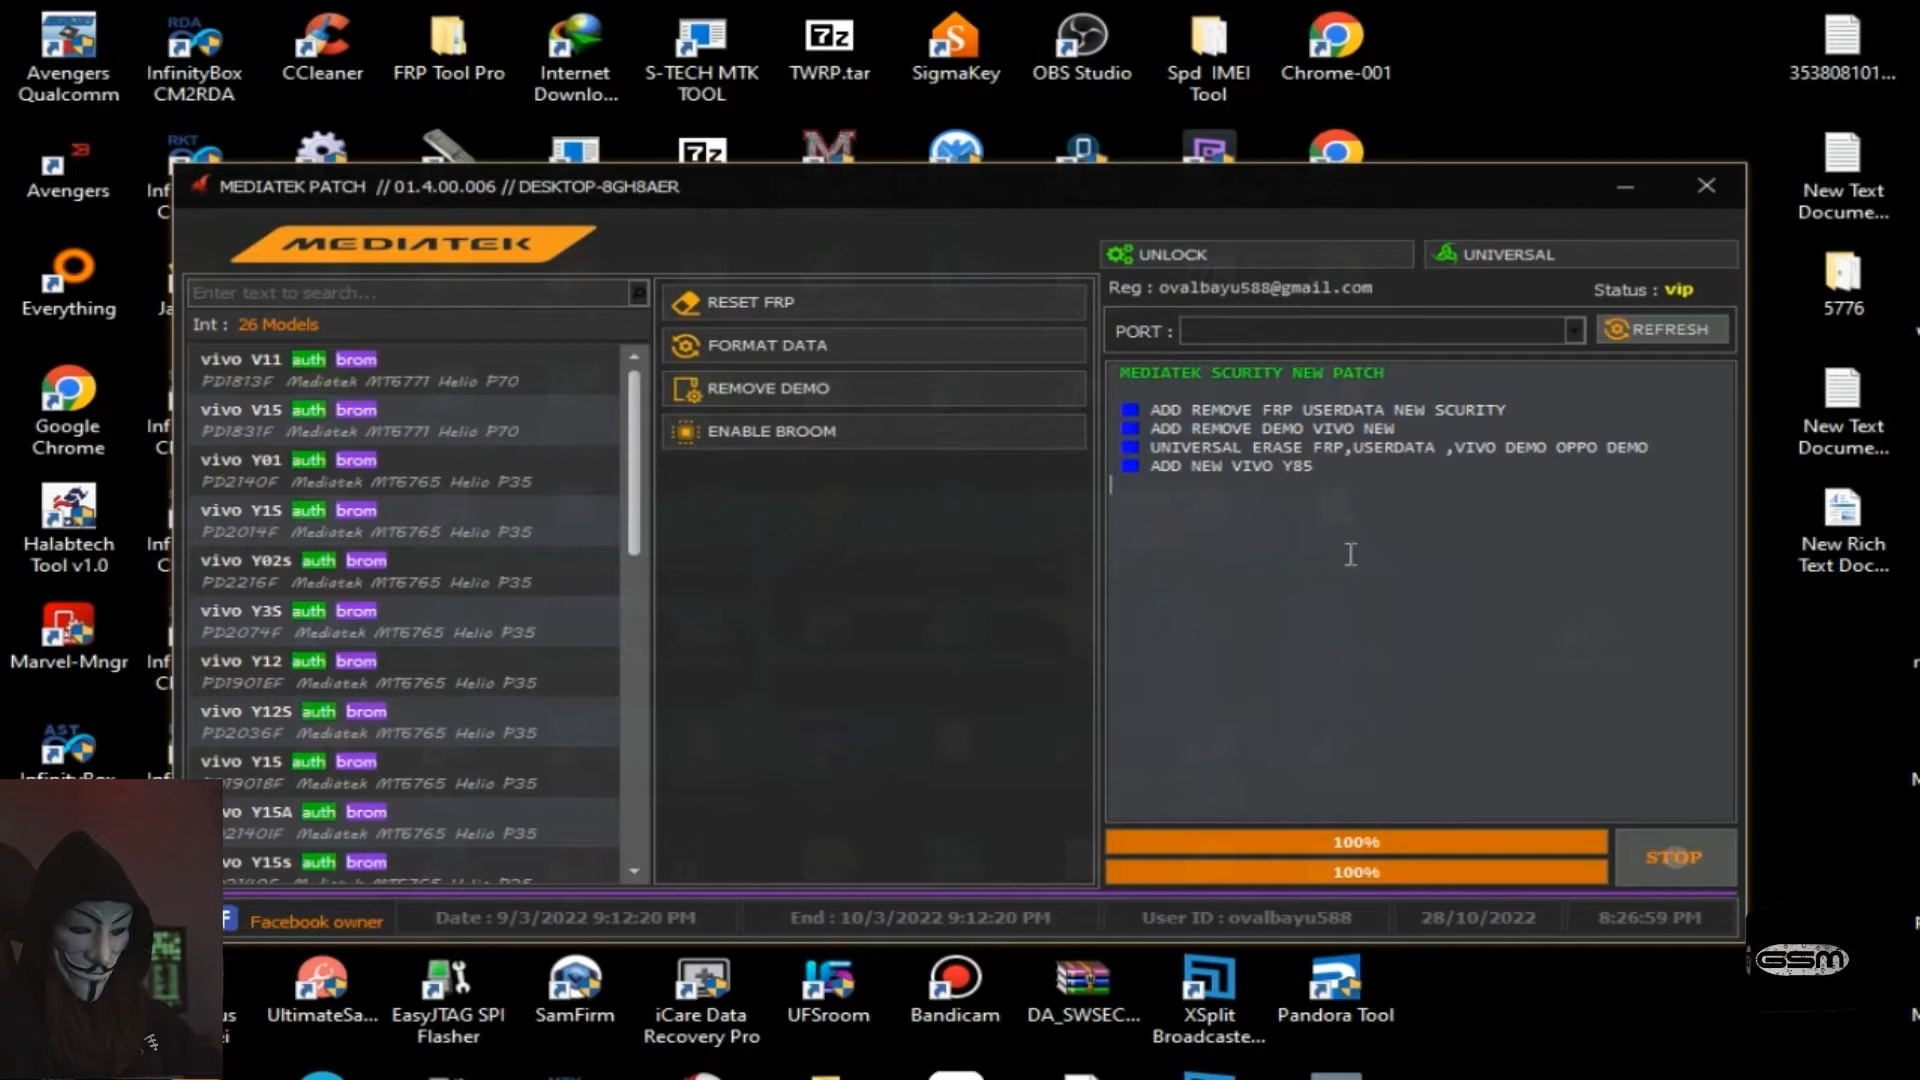 Avengers
Qualcomm
RDA
InfinityBox
CM2RDA
CCleaner
FRP Tool Pro
Internet
Downlo...
S-TECH MTK
TOOL
7z
TWRP.tar
SigmaKey
OBS Studio
Spd IMEI
Tool
Chrome-001
353808101...
Avengers
RKT
Inf
7z
New Text
Docume...
Everything
5776
Google
Chrome
Inf
New Text
Docume...
Halabtech
Tool v1.0
Inf
New Rich
Text Doc...
Marvel-Mngr
Inf
AST
MEDIATEK PATCH // 01.4.00.006 // DESKTOP-8GH8AER
MEDIATEK
UNLOCK
UNIVERSAL
Enter text to search...
Reg : ovalbayu588@gmail.com
Status : vip
Int : 26 Models
PORT :
REFRESH
RESET FRP
FORMAT DATA
REMOVE DEMO
ENABLE BROOM
vivo V11 auth brom
PD1813F Mediatek MT6771 Helio P70
vivo V15 auth brom
PD1831F Mediatek MT6771 Helio P70
vivo Y01 auth brom
PD2140F Mediatek MT6765 Helio P35
vivo Y1S auth brom
PD2014F Mediatek MT6765 Helio P35
vivo Y02s auth brom
PD2216F Mediatek MT6765 Helio P35
vivo Y3S auth brom
PD2074F Mediatek MT6765 Helio P35
vivo Y12 auth brom
PD1901EF Mediatek MT6765 Helio P35
vivo Y12S auth brom
PD2036F Mediatek MT6765 Helio P35
vivo Y15 auth brom
Mediatek MT6765 Helio P35
Y15A auth brom
Mediatek MT6765 Helio P35
Y15s auth brom
MEDIATEK SCURITY NEW PATCH
ADD REMOVE FRP USERDATA NEW SCURITY
ADD REMOVE DEMO VIVO NEW
UNIVERSAL ERASE FRP,USERDATA ,VIVO DEMO OPPO DEMO
ADD NEW VIVO Y85
100%
100%
STOP
Facebook owner
Date : 9/3/2022 9:12:20 PM
End : 10/3/2022 9:12:20 PM
User ID : ovalbayu588
28/10/2022
8:26:59 PM
GSM
UltimateSa...
EasyJTAG SPI
Flasher
SamFirm
iCare Data
Recovery Pro
UFSroom
Bandicam
DA_SWSEC...
XSplit
Broadcaste...
Pandora Tool